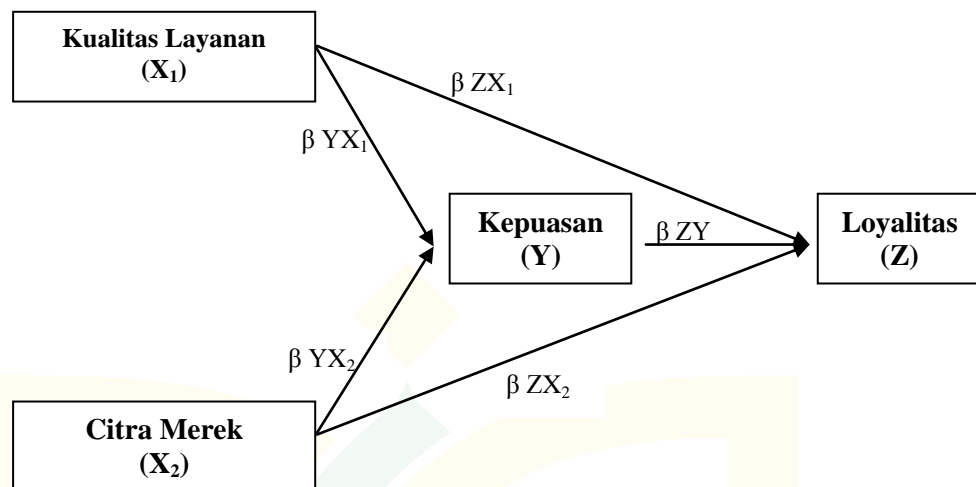 Kualitas Layanan
(X₁)
β ZX₁
β YX₁
Kepuasan
(Y)
β ZY
Loyalitas
(Z)
β YX₂
β ZX₂
Citra Merek
(X₂)